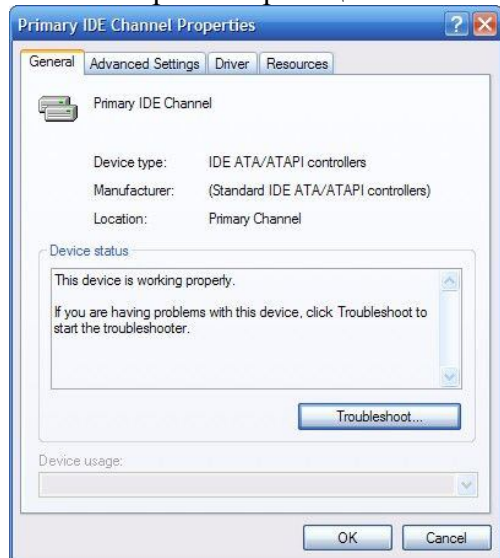 Primary IDE Channel Properties
General Advanced Settings Driver Resources
Primary IDE Channel
Device type: IDE ATA/ATAPI controllers
Manufacturer: (Standard IDE ATA/ATAPI controllers)
Location: Primary Channel
Device status
This device is working properly.
If you are having problems with this device, click Troubleshoot to
start the troubleshooter.
Troubleshoot...
Device usage:
OK Cancel